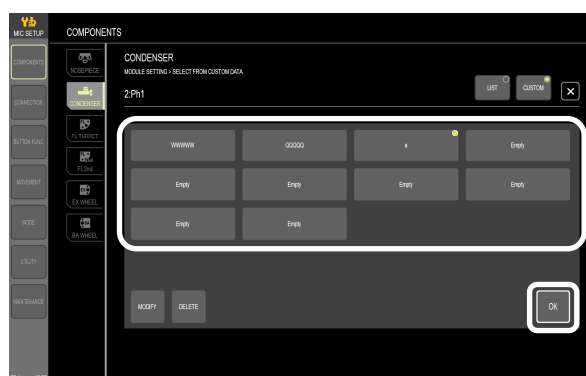 MIC SETUP
COMPONENTS
COMPONENTS
CONNECTION
BUTTON FUNC
MOVEMENT
MODE
UTILITY
MAINTENANCE
NOSEPIECE
CONDENSER
FL TURRET
FL 2nd
EX WHEEL
BA WHEEL
CONDENSER
MODULE SETTING > SELECT FROM CUSTOM DATA
2:Ph1
LIST
CUSTOM
WWWWW
QQQQQ
Empty
Empty
Empty
Empty
Empty
Empty
Empty
MODIFY
DELETE
OK